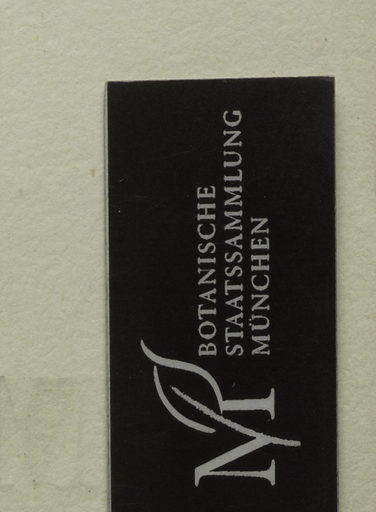 BOTANISCHE
STAATSSAMMLUNG
MÜNCHEN
M